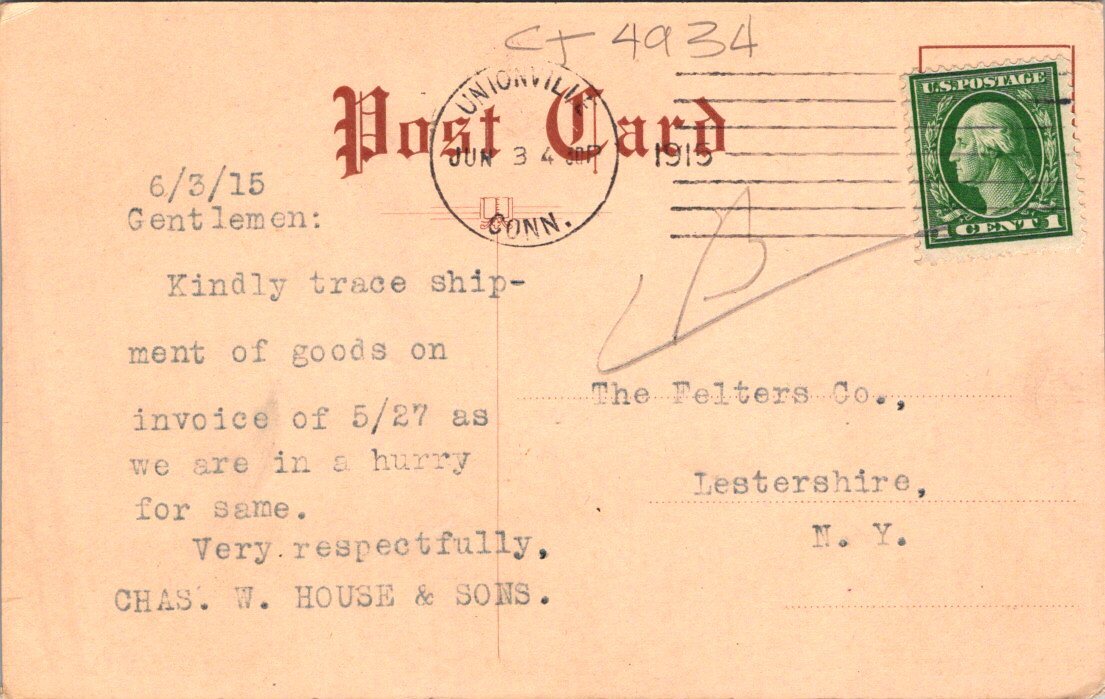 CT 4934
Post Card
UNIONVILLE
JUN 3 4 30P
1915
CONN.
U.S. POSTAGE
1 CENT 1
6/3/15
Gentlemen:
Kindly trace ship-
ment of goods on
invoice of 5/27 as
we are in a hurry
for same.
Very respectfully,
CHAS. W. HOUSE & SONS.
The Felters Co.,
Lestershire,
N. Y.